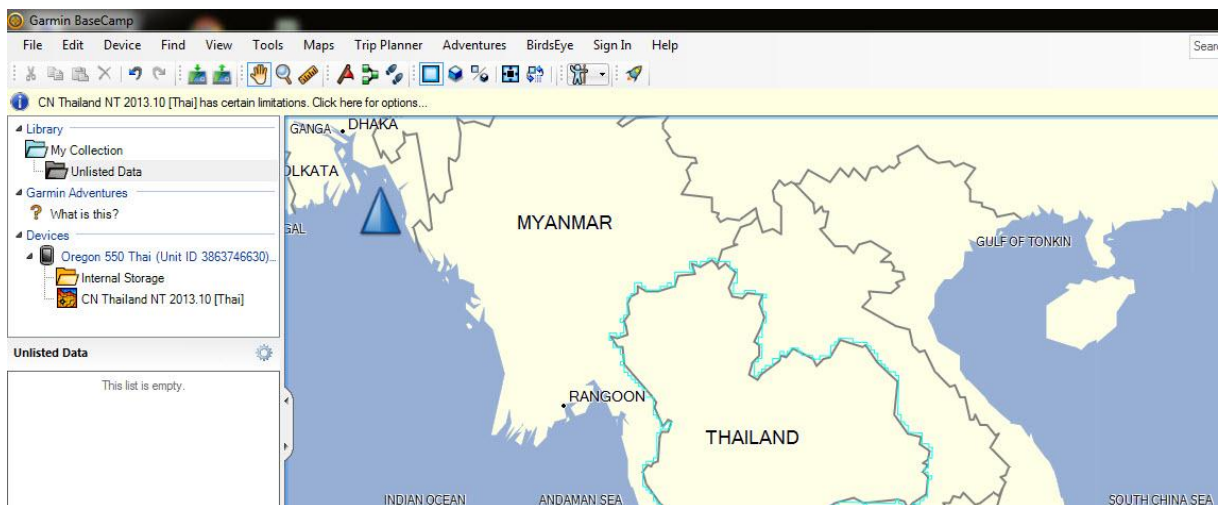 Garmin BaseCamp
File Edit Device Find View Tools Maps Trip Planner Adventures BirdsEye Sign In Help
Sear
CN Thailand NT 2013.10 [Thai] has certain limitations. Click here for options...
Library
My Collection
Unlisted Data
Garmin Adventures
What is this?
Devices
Oregon 550 Thai (Unit ID 3863746630)...
Internal Storage
CN Thailand NT 2013.10 [Thai]
Unlisted Data
This list is empty.
GANGA
DHAKA
OLKATA
GAL
MYANMAR
GULF OF TONKIN
RANGOON
THAILAND
INDIAN OCEAN
ANDAMAN SEA
SOUTH CHINA SEA